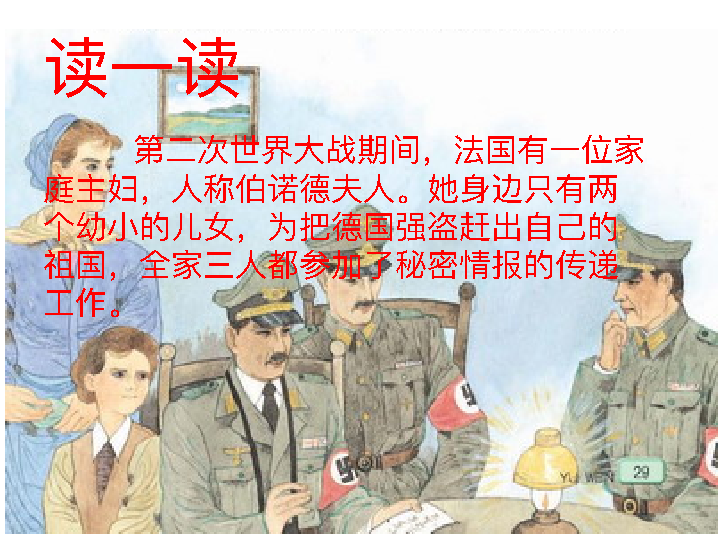 读一读
第二次世界大战期间，法国有一位家
庭主妇，人称伯诺德夫人。她身边只有两
个幼小的儿女，为把德国强盗赶出自己的
祖国，全家三人都参加了秘密情报的传递
工作。
YU WEN 29